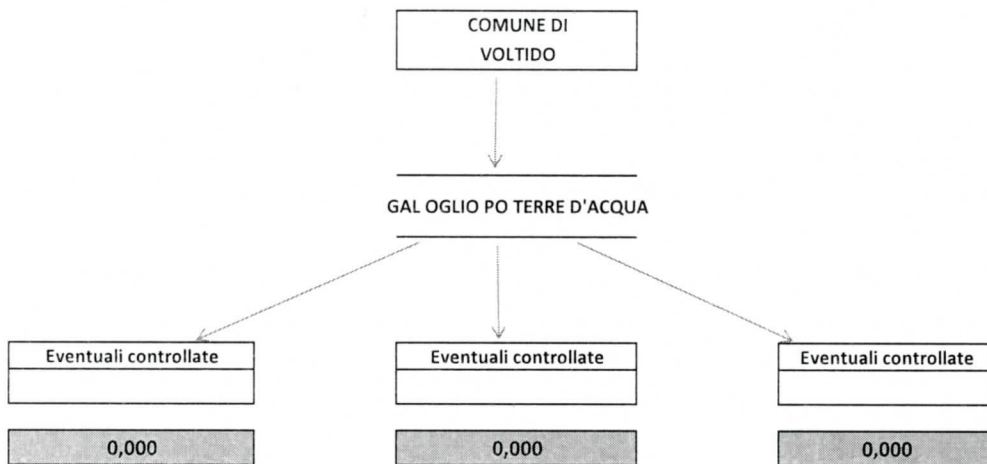 COMUNE DI
VOLTIDO
GAL OGLIO PO TERRE D'ACQUA
Eventuali controllate
Eventuali controllate
Eventuali controllate
0,000
0,000
0,000